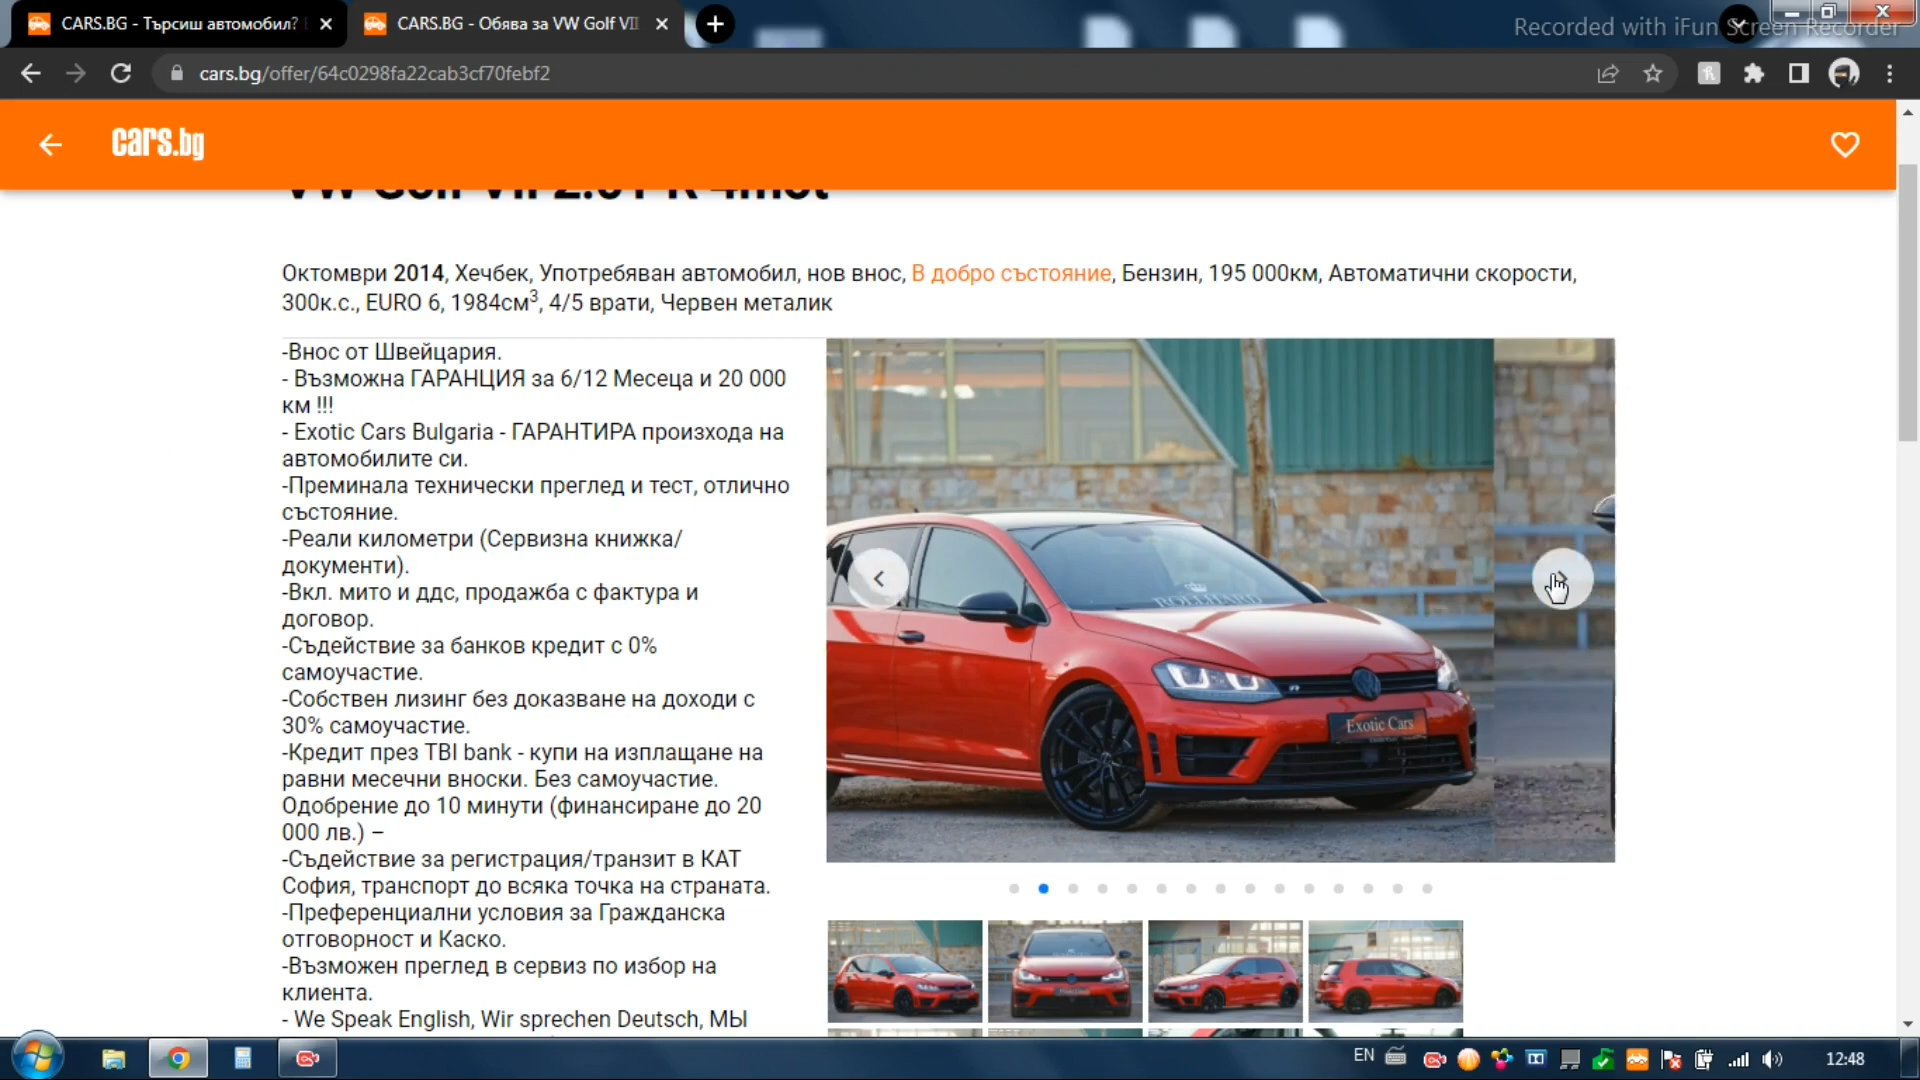 CARS.BG - Търсиш автомобил?
CARS.BG - Обява за VW Golf VII
Recorded with iFun Screen Recorder
cars.bg/offer/64c0298fa22cab3cf70febf2
cars.bg
VW Golf VII 2.0T R 4mot
Октомври 2014, Хечбек, Употребяван автомобил, нов внос, В добро състояние, Бензин, 195 000км, Автоматични скорости,
300к.с., EURO 6, 1984см³, 4/5 врати, Червен металик
-Внос от Швейцария.
- Възможна ГАРАНЦИЯ за 6/12 Месеца и 20 000
км !!!
- Exotic Cars Bulgaria - ГАРАНТИРА произхода на
автомобилите си.
-Преминала технически преглед и тест, отлично
състояние.
-Реали километри (Сервизна книжка/
документи).
-Вкл. мито и ддс, продажба с фактура и
договор.
-Съдействие за банков кредит с 0%
самоучастие.
-Собствен лизинг без доказване на доходи с
30% самоучастие.
-Кредит през TBI bank - купи на изплащане на
равни месечни вноски. Без самоучастие.
Одобрение до 10 минути (финансиране до 20
000 лв.) –
-Съдействие за регистрация/транзит в КАТ
София, транспорт до всяка точка на страната.
-Преференциални условия за Гражданска
отговорност и Каско.
-Възможен преглед в сервиз по избор на
клиента.
- We Speak English, Wir sprechen Deutsch, МЫ
ROLLHARD
R
Exotic Cars
EN
12:48